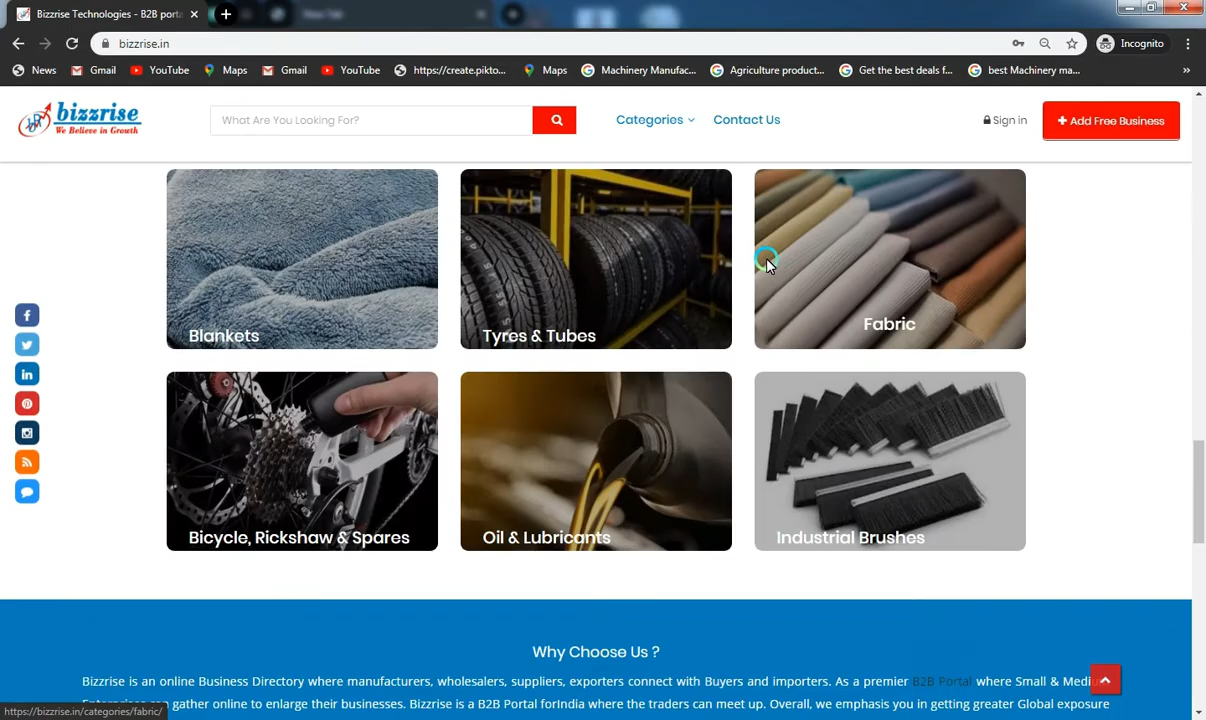 Bizzrise Technologies - B2B porta
New Tab
bizzrise.in
Incognito
News
Gmail
YouTube
Maps
Gmail
YouTube
https://create.pikto...
Maps
Machinery Manufac...
Agriculture product...
Get the best deals f...
best Machinery ma...
»
bizzrise
We Believe in Growth
What Are You Looking For?
Categories
Contact Us
Sign in
+ Add Free Business
Blankets
Tyres & Tubes
Fabric
Bicycle, Rickshaw & Spares
Oil & Lubricants
Industrial Brushes
Why Choose Us ?
Bizzrise is an online Business Directory where manufacturers, wholesalers, suppliers, exporters connect with Buyers and importers. As a premier B2B Portal where Small &
gather online to enlarge their businesses. Bizzrise is a B2B Portal forIndia where the traders can meet up. Overall, we emphasis you in getting greater Global exposure
https://bizzrise.in/categories/fabric/